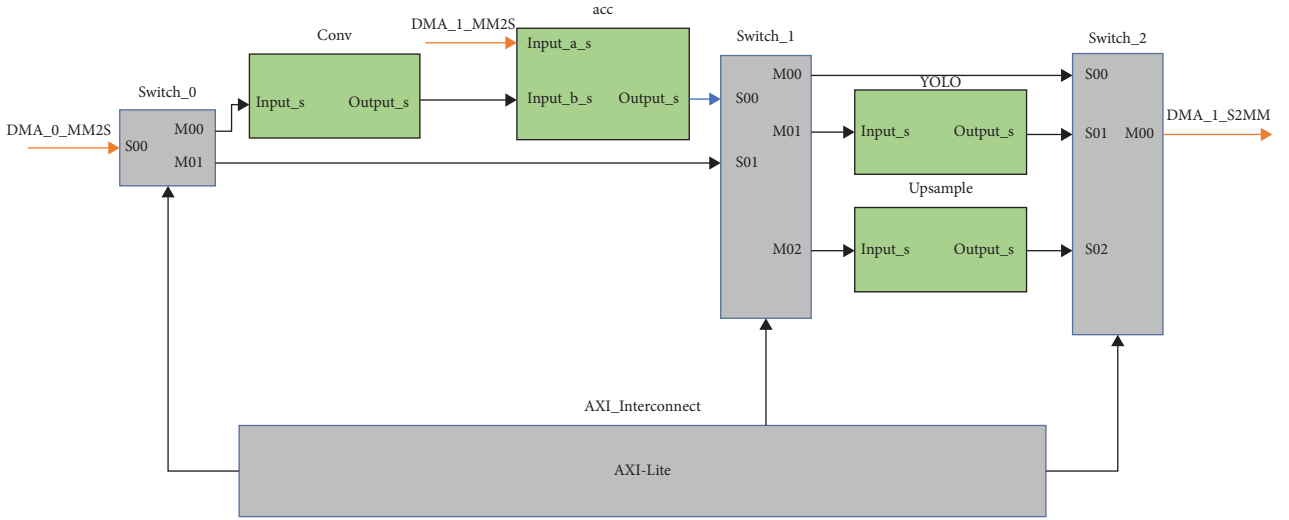 DMA_0_MM2S
Switch_0
S00
M00
M01
Conv
Input_s
Output_s
DMA_1_MM2S
acc
Input_a_s
Input_b_s
Output_s
Switch_1
S00
S01
M00
M01
M02
YOLO
Input_s
Output_s
Upsample
Input_s
Output_s
Switch_2
S00
S01
S02
M00
DMA_1_S2MM
AXI_Interconnect
AXI-Lite